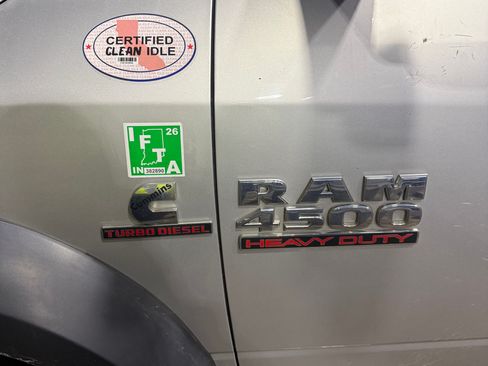 CERTIFIED
CLEAN IDLE
I 26
F
T
IN 382890 A
Cummins
TURBO DIESEL
RAM
4500
HEAVY DUTY